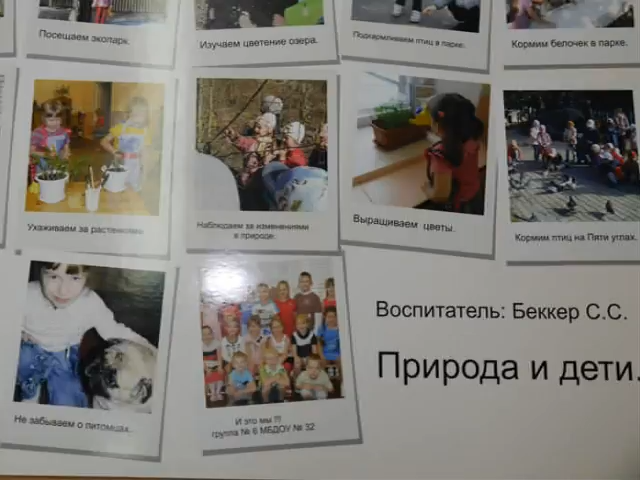 Посещаем экопарк.
Изучаем цветение озера.
Подкармливаем птиц в парке.
Кормим белочек в парке.
Ухаживаем за растениями.
Наблюдаем за изменениями
в природе.
Выращиваем цветы.
Кормим птиц на Пяти углах.
Не забываем о питомцах...
И это мы !!!
группа № 6 МБДОУ № 32
Воспитатель: Беккер С.С.
Природа и дети.